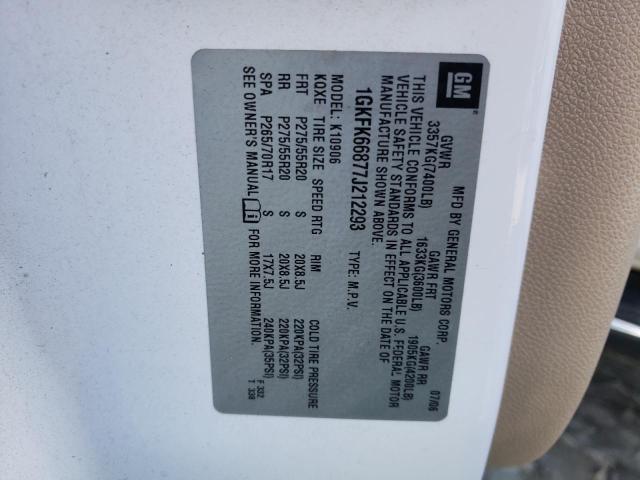 GM
MFD BY GENERAL MOTORS CORP. 07/06
GVWR GAWR FRT GAWR RR
3357KG(7400LB) 1633KG(3600LB) 1905KG(4200LB)
THIS VEHICLE CONFORMS TO ALL APPLICABLE U.S. FEDERAL MOTOR
VEHICLE SAFETY STANDARDS IN EFFECT ON THE DATE OF
MANUFACTURE SHOWN ABOVE.
1GKFK66877J212293 TYPE: M.P.V.
MODEL: K10906
KOXE TIRE SIZE SPEED RTG RIM COLD TIRE PRESSURE
FRT P275/55R20 S 20X8.5J 220KPA(32PSI)
RR P275/55R20 S 20X8.5J 220KPA(32PSI)
SPA P265/70R17 S 17X7.5J 240KPA(35PSI)
SEE OWNER'S MANUAL FOR MORE INFORMATION.
F 332
T 338